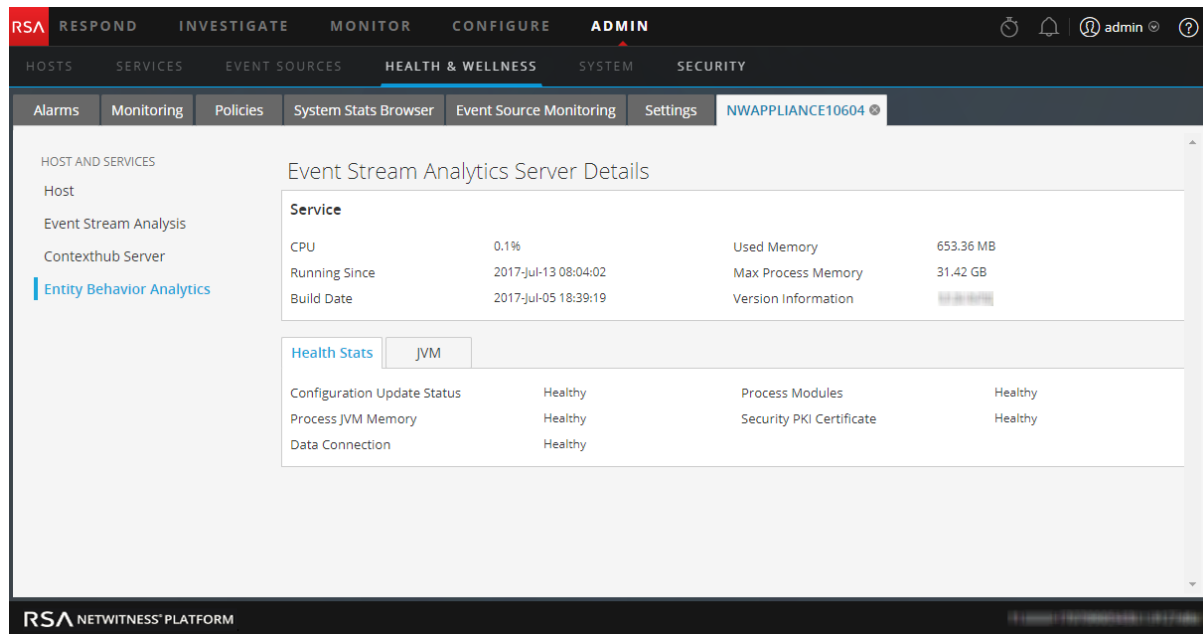 RSA RESPOND INVESTIGATE MONITOR CONFIGURE ADMIN admin ?
HOSTS SERVICES EVENT SOURCES HEALTH & WELLNESS SYSTEM SECURITY
Alarms Monitoring Policies System Stats Browser Event Source Monitoring Settings NWAPPLIANCE10604
HOST AND SERVICES
Host
Event Stream Analysis
Contexthub Server
Entity Behavior Analytics
Event Stream Analytics Server Details
Service
CPU 0.1% Used Memory 653.36 MB
Running Since 2017-Jul-13 08:04:02 Max Process Memory 31.42 GB
Build Date 2017-Jul-05 18:39:19 Version Information
Health Stats JVM
Configuration Update Status Healthy Process Modules Healthy
Process JVM Memory Healthy Security PKI Certificate Healthy
Data Connection Healthy
RSA NETWITNESS® PLATFORM